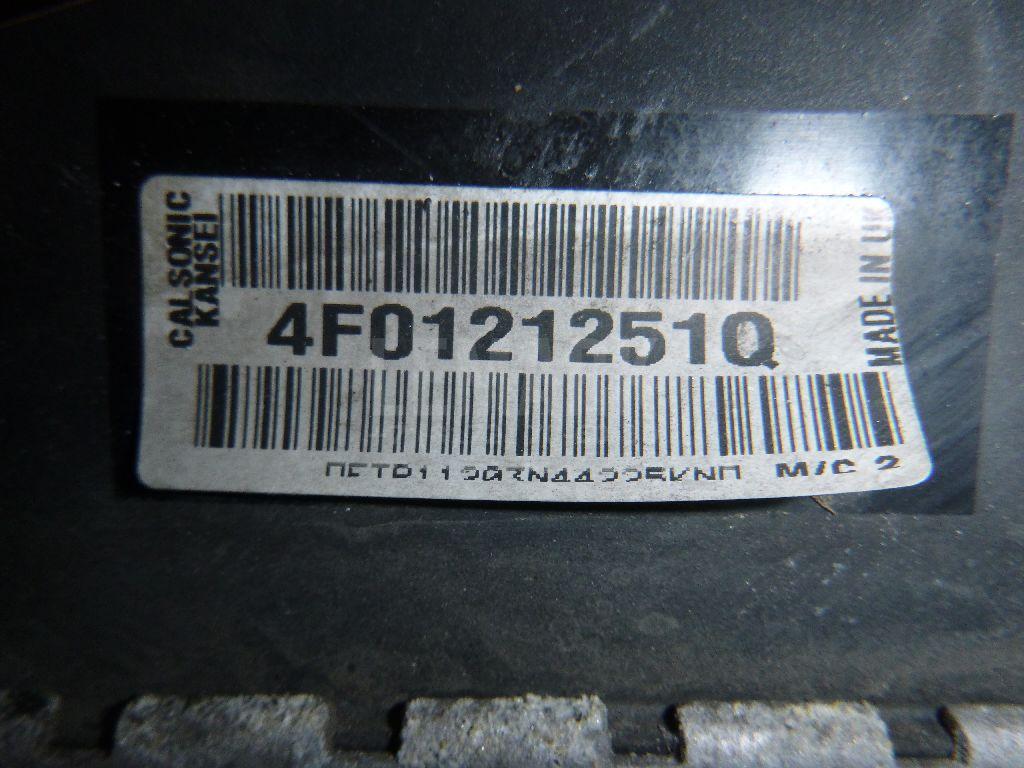 CALSONIC
KANSEI
4F0121251Q
MADE IN UK
M/C 2